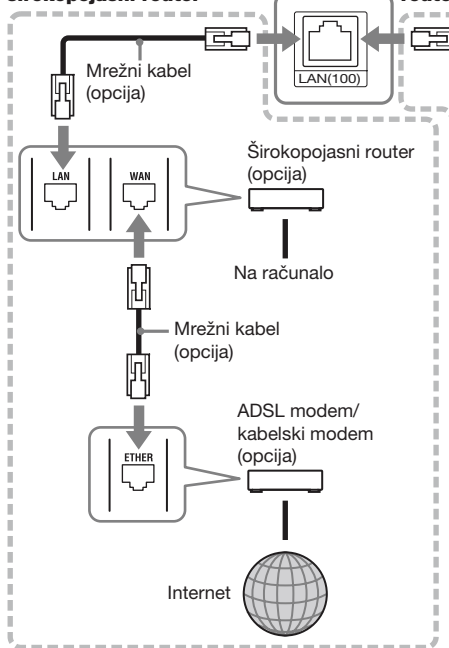 širokopojasni router
route
LAN(100)
Mrežni kabel
(opcija)
LAN
WAN
Širokopojasni router
(opcija)
Na računalo
Mrežni kabel
(opcija)
ADSL modem/
kabelski modem
(opcija)
ETHER
Internet